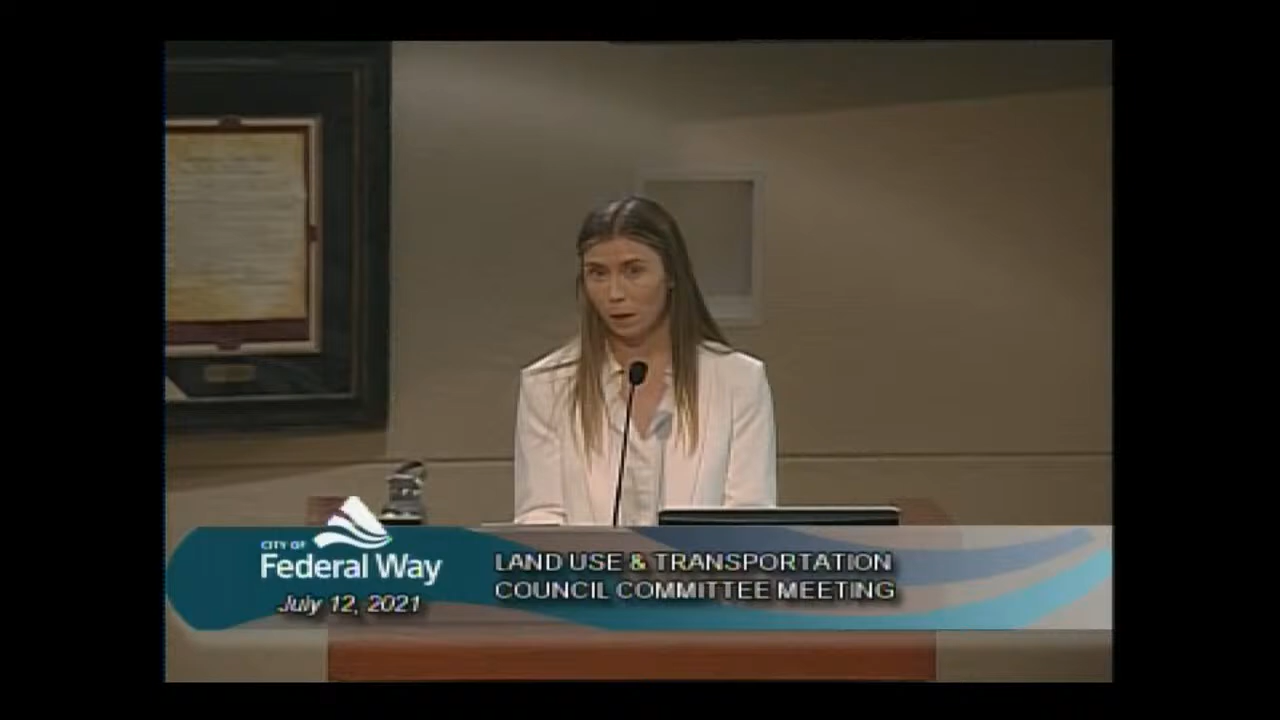 CITY OF
Federal Way
July 12, 2021
LAND USE & TRANSPORTATION
COUNCIL COMMITTEE MEETING